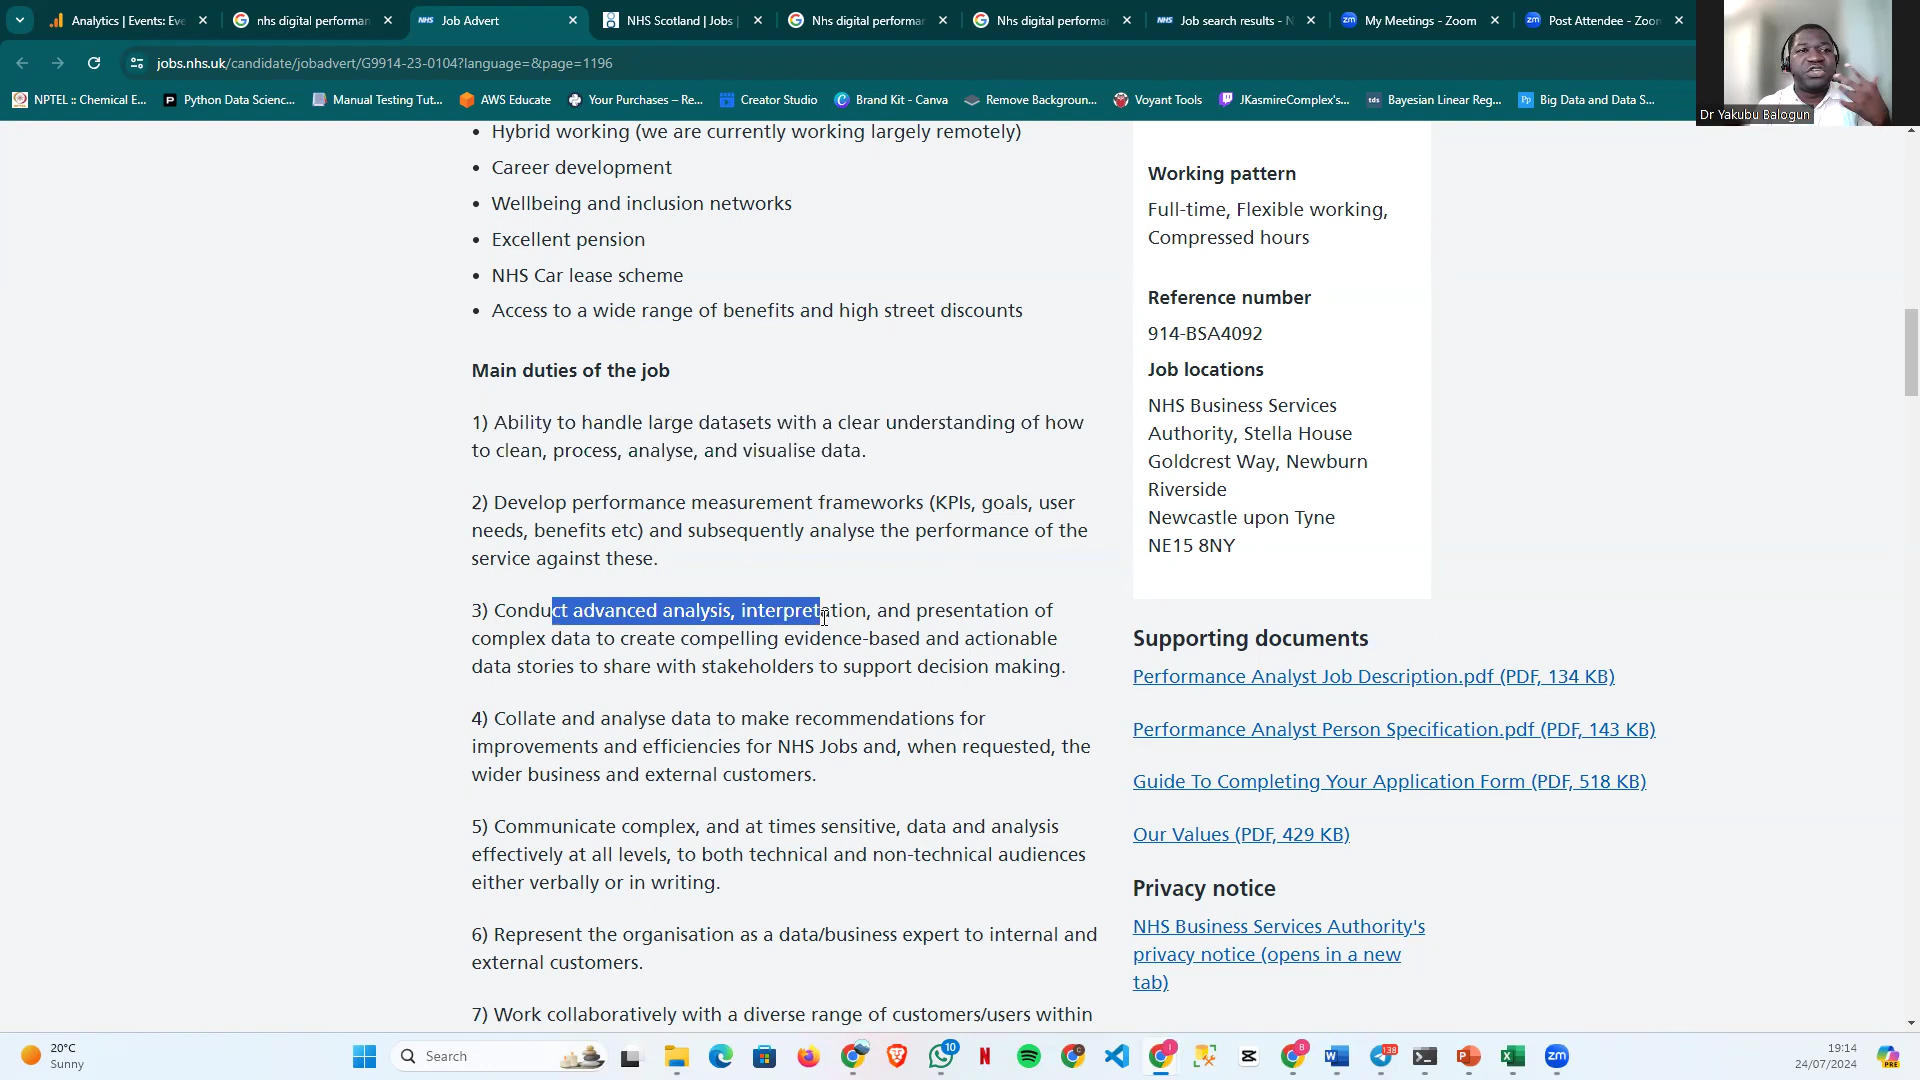 Analytics | Events: Eve
nhs digital performan
Job Advert
NHS Scotland | Jobs |
Nhs digital performa
Nhs digital performa
Job search results - N
My Meetings - Zoom
Post Attendee - Zoo
jobs.nhs.uk/candidate/jobadvert/G9914-23-0104?language=&page=1196
NPTEL :: Chemical E...
Python Data Scienc...
Manual Testing Tut...
AWS Educate
Your Purchases – Re...
Creator Studio
Brand Kit - Canva
Remove Backgroun...
Voyant Tools
JKasmireComplex's...
Bayesian Linear Reg...
Big Data and Data S...
Dr Yakubu Balogun
• Hybrid working (we are currently working largely remotely)
• Career development
• Wellbeing and inclusion networks
• Excellent pension
• NHS Car lease scheme
• Access to a wide range of benefits and high street discounts
Main duties of the job
1) Ability to handle large datasets with a clear understanding of how
to clean, process, analyse, and visualise data.
2) Develop performance measurement frameworks (KPIs, goals, user
needs, benefits etc) and subsequently analyse the performance of the
service against these.
3) Conduct advanced analysis, interpretation, and presentation of
complex data to create compelling evidence-based and actionable
data stories to share with stakeholders to support decision making.
4) Collate and analyse data to make recommendations for
improvements and efficiencies for NHS Jobs and, when requested, the
wider business and external customers.
5) Communicate complex, and at times sensitive, data and analysis
effectively at all levels, to both technical and non-technical audiences
either verbally or in writing.
6) Represent the organisation as a data/business expert to internal and
external customers.
7) Work collaboratively with a diverse range of customers/users within
Working pattern
Full-time, Flexible working,
Compressed hours
Reference number
914-BSA4092
Job locations
NHS Business Services
Authority, Stella House
Goldcrest Way, Newburn
Riverside
Newcastle upon Tyne
NE15 8NY
Supporting documents
Performance Analyst Job Description.pdf (PDF, 134 KB)
Performance Analyst Person Specification.pdf (PDF, 143 KB)
Guide To Completing Your Application Form (PDF, 518 KB)
Our Values (PDF, 429 KB)
Privacy notice
NHS Business Services Authority's
privacy notice (opens in a new
tab)
20°C
Sunny
Search
10
138
zm
19:14
24/07/2024